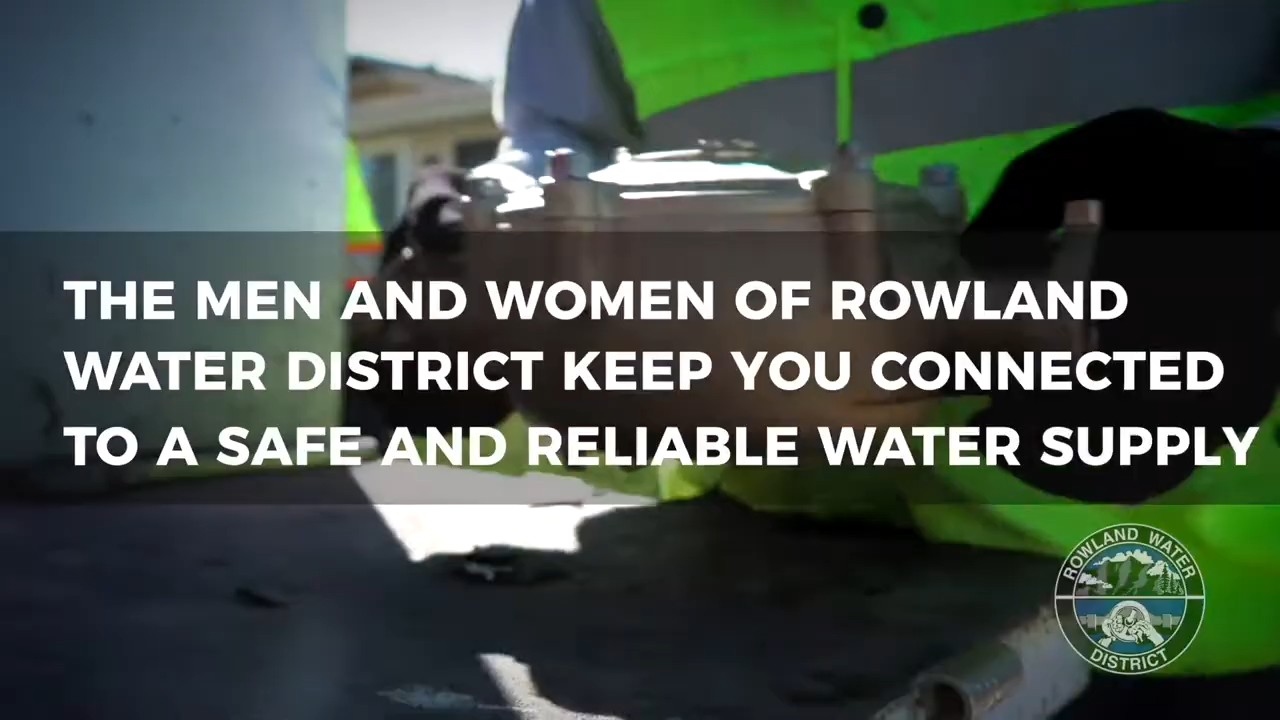 THE MEN AND WOMEN OF ROWLAND
WATER DISTRICT KEEP YOU CONNECTED
TO A SAFE AND RELIABLE WATER SUPPLY
ROWLAND WATER
DISTRICT